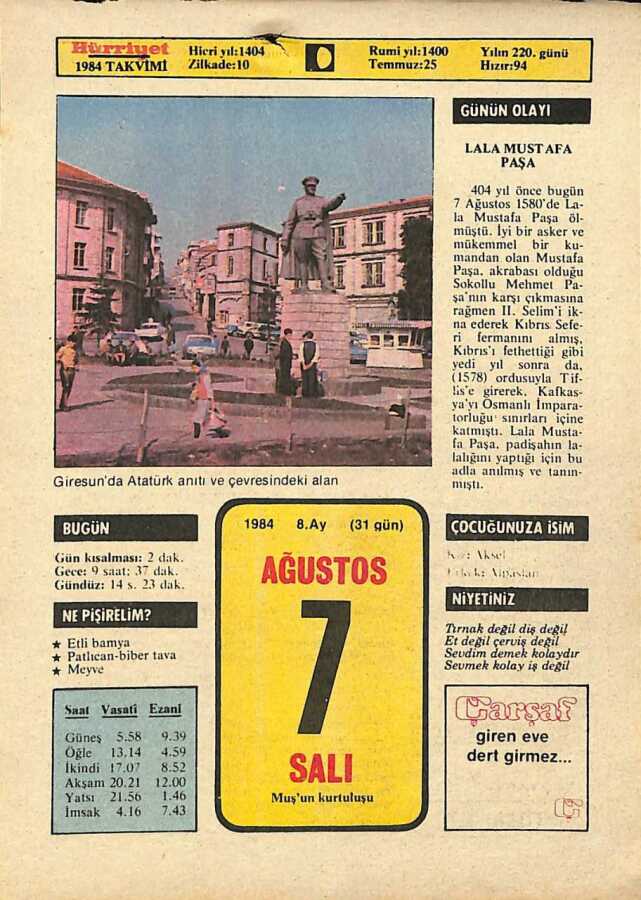 Hürriyet
1984 TAKVİMİ
Hicri yıl:1404
Zilkade:10
Rumi yıl:1400
Temmuz:25
Yılın 220. günü
Hızır:94
GÜNÜN OLAYI
LALA MUSTAFA
PAŞA
404 yıl önce bugün
7 Ağustos 1580'de La-
la Mustafa Paşa öl-
müştü. İyi bir asker ve
mükemmel bir ku-
mandan olan Mustafa
Paşa, akrabası olduğu
Sokollu Mehmet Pa-
şa'nın karşı çıkmasına
rağmen II. Selim'i ik-
na ederek Kıbrıs Sefe-
ri fermanını almış,
Kıbrıs'ı fethettiği gibi
yedi yıl sonra da,
(1578) ordusuyla Tif-
lis'e girerek, Kafkas-
ya'yı Osmanlı İmpara-
torluğu sınırları içine
katmıştı. Lala Musta-
fa Paşa, padişahın la-
lalığını yaptığı için bu
adla anılmış ve tanın-
mıştı.
Giresun'da Atatürk anıtı ve çevresindeki alan
BUGÜN
Gün kısalması: 2 dak.
Gece: 9 saat: 37 dak.
Gündüz: 14 s. 23 dak.
NE PİŞİRELİM?
★ Etli bamya
★ Patlıcan-biber tava
★ Meyve
Saat Vasati Ezani
Güneş 5.58 9.39
Öğle 13.14 4.59
İkindi 17.07 8.52
Akşam 20.21 12.00
Yatsı 21.56 1.46
İmsak 4.16 7.43
1984 8.Ay (31 gün)
AĞUSTOS
7
SALI
Muş'un kurtuluşu
ÇOCUĞUNUZA İSİM
Kız: Aksel
Erkek: Alpaslan
NİYETİNİZ
Tırnak değil diş değil
Et değil çerviş değil
Sevdim demek kolaydır
Sevmek kolay iş değil
Çarşaf
giren eve
dert girmez...
Ç